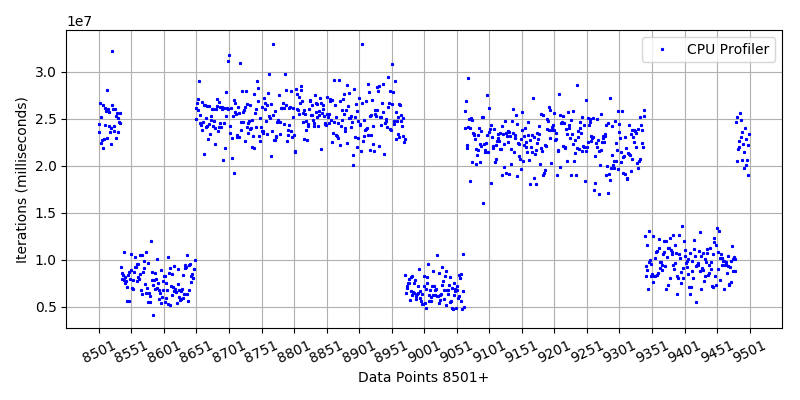 1e7
CPU Profiler
3.0
2.5
2.0
1.5
1.0
0.5
Iterations (milliseconds)
8501 8551 8601 8651 8701 8751 8801 8851 8901 8951 9001 9051 9101 9151 9201 9251 9301 9351 9401 9451 9501
Data Points 8501+